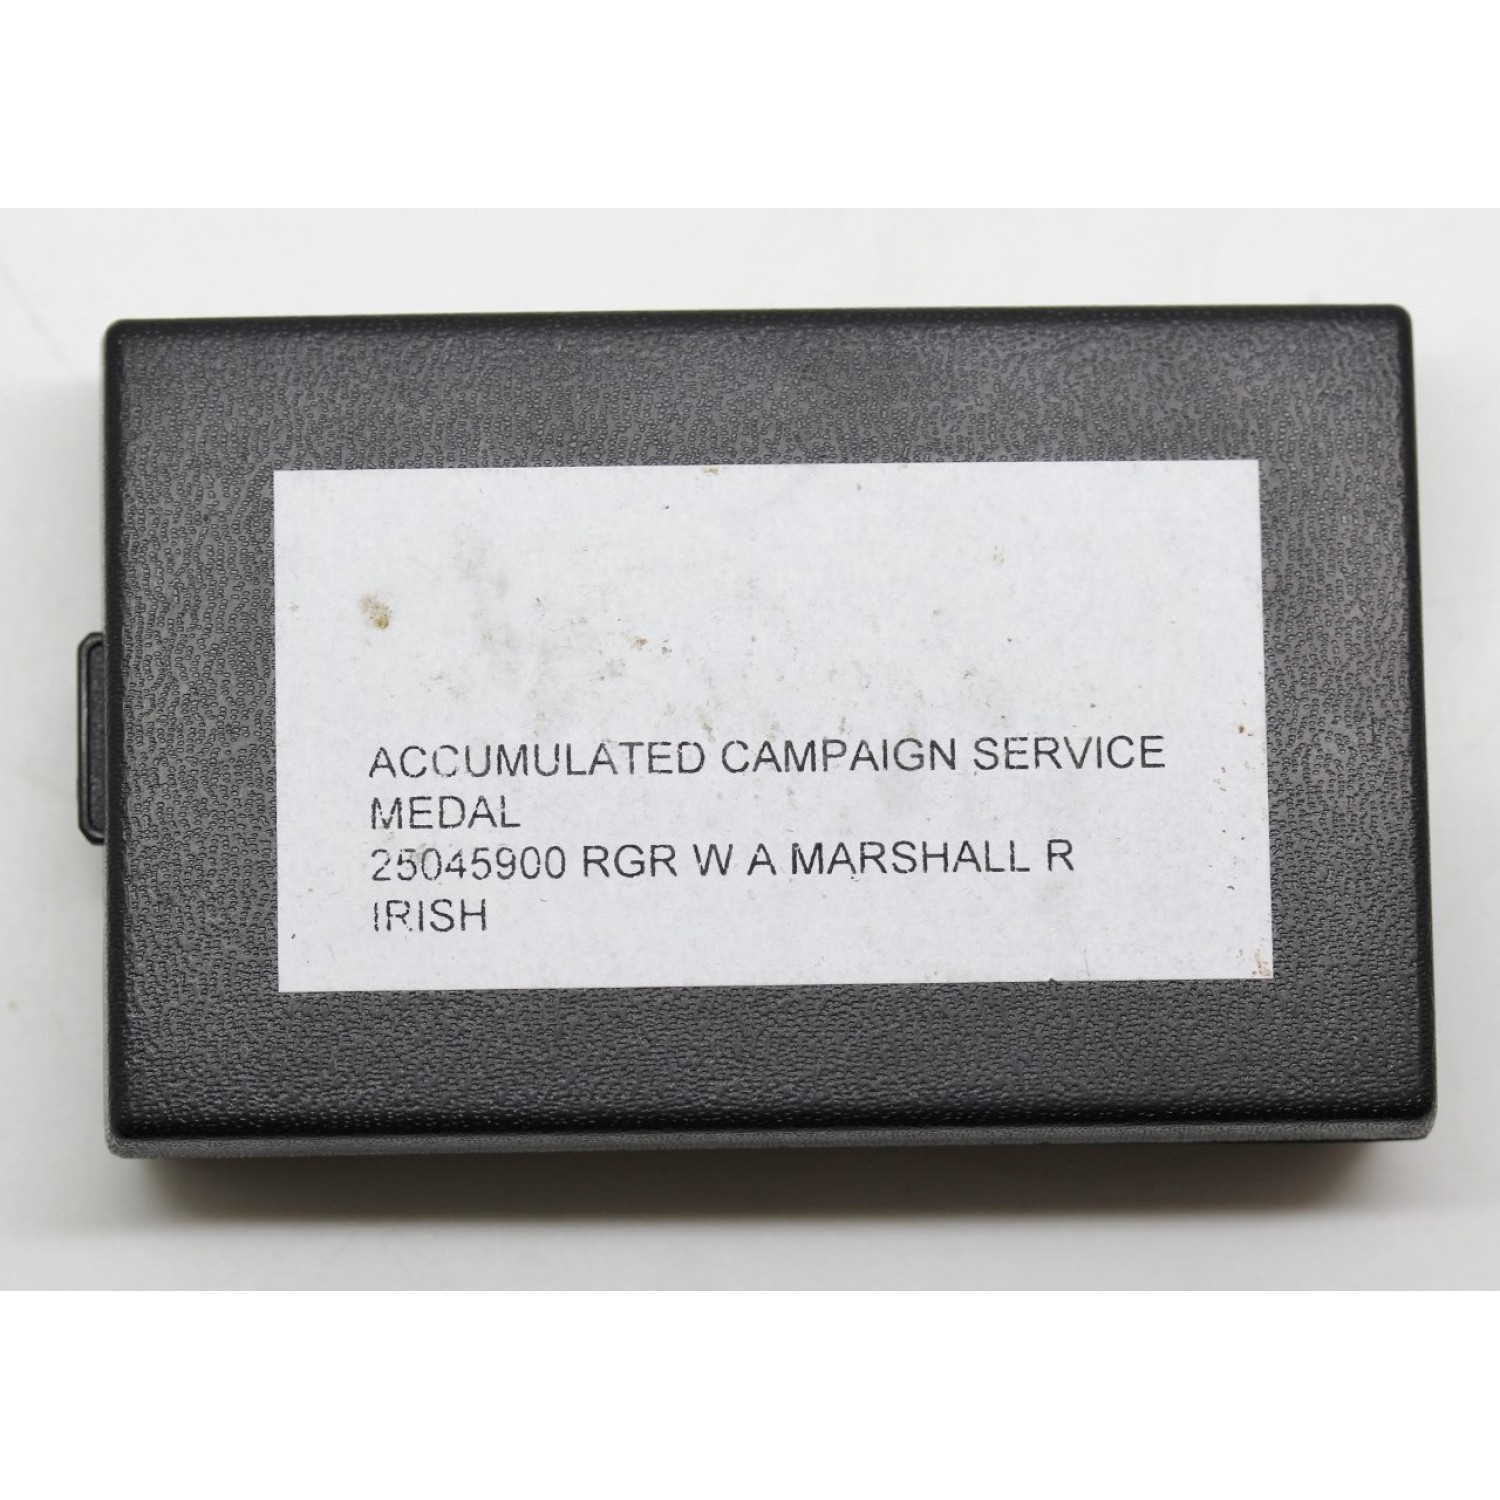 ACCUMULATED CAMPAIGN SERVICE
MEDAL
25045900 RGR W A MARSHALL R
IRISH